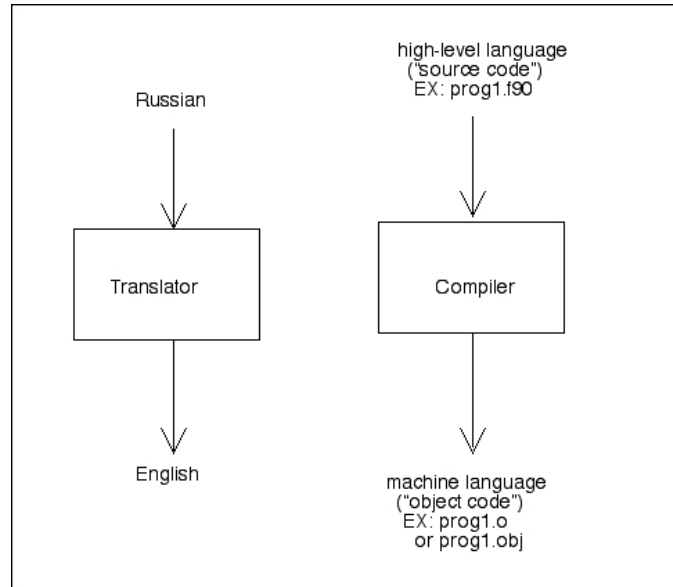 Russian
Translator
English
high-level language
("source code")
EX: prog1.f90
Compiler
machine language
("object code")
EX: prog1.o
or prog1.obj